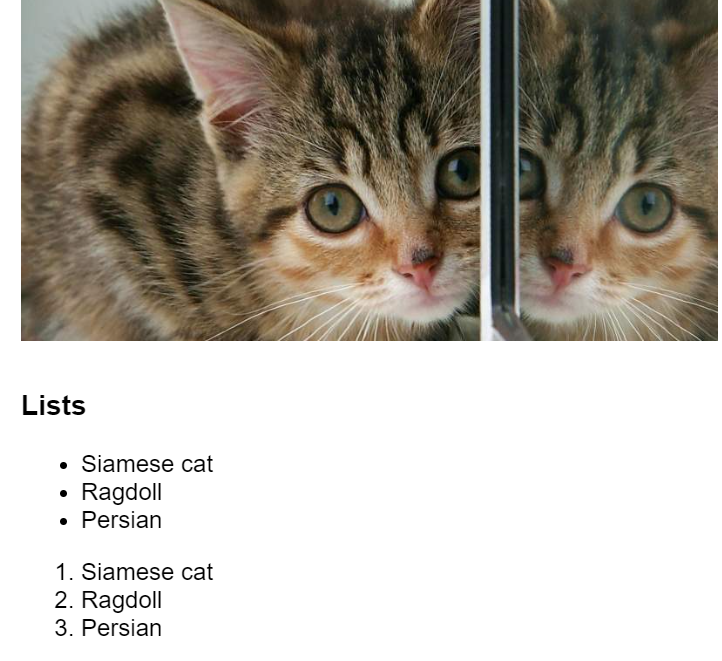 Lists
• Siamese cat
• Ragdoll
• Persian
1. Siamese cat
2. Ragdoll
3. Persian